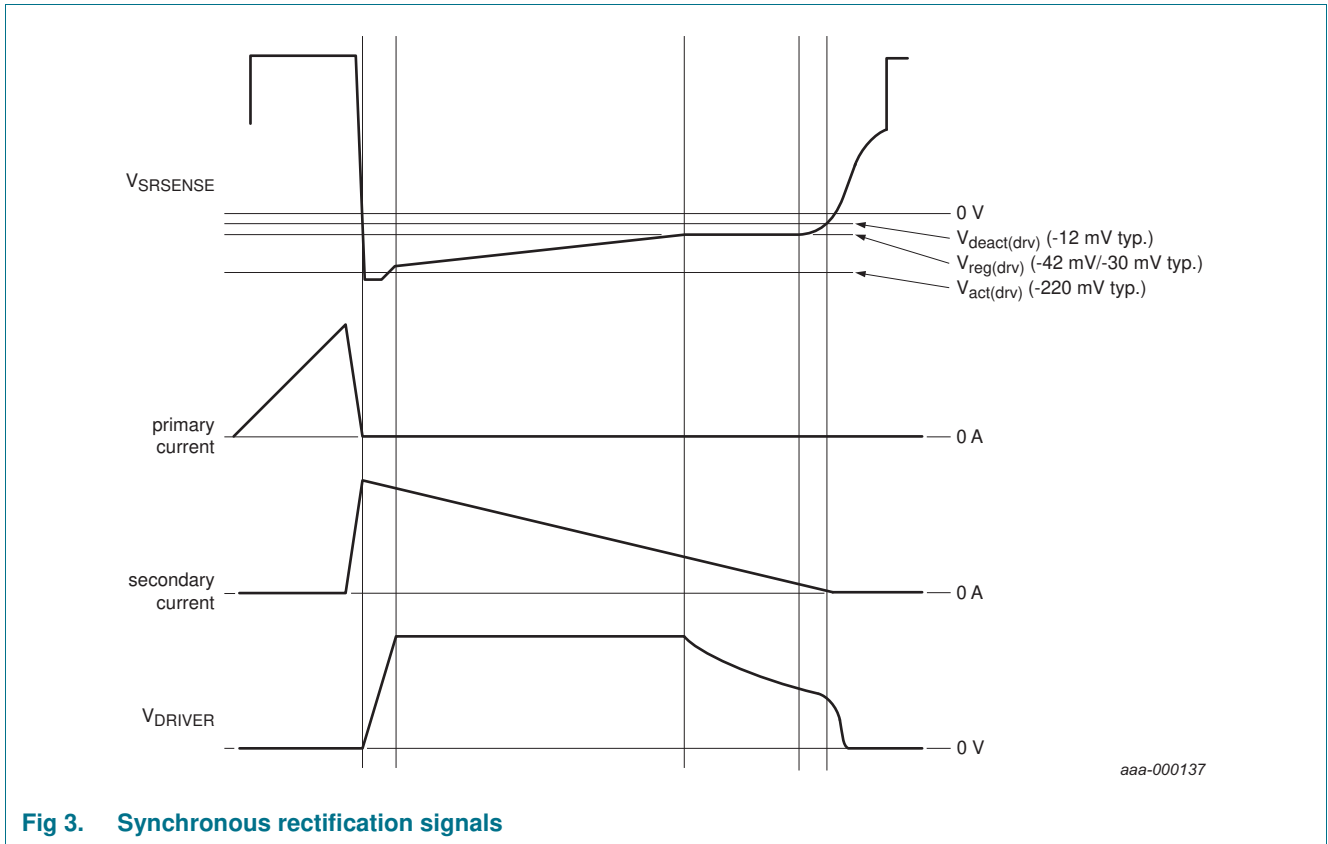 VSRSENSE
0 V
Vdeact(drv) (-12 mV typ.)
Vreg(drv) (-42 mV/-30 mV typ.)
Vact(drv) (-220 mV typ.)
primary
current
0 A
secondary
current
0 A
VDRIVER
0 V
aaa-000137
Fig 3. Synchronous rectification signals